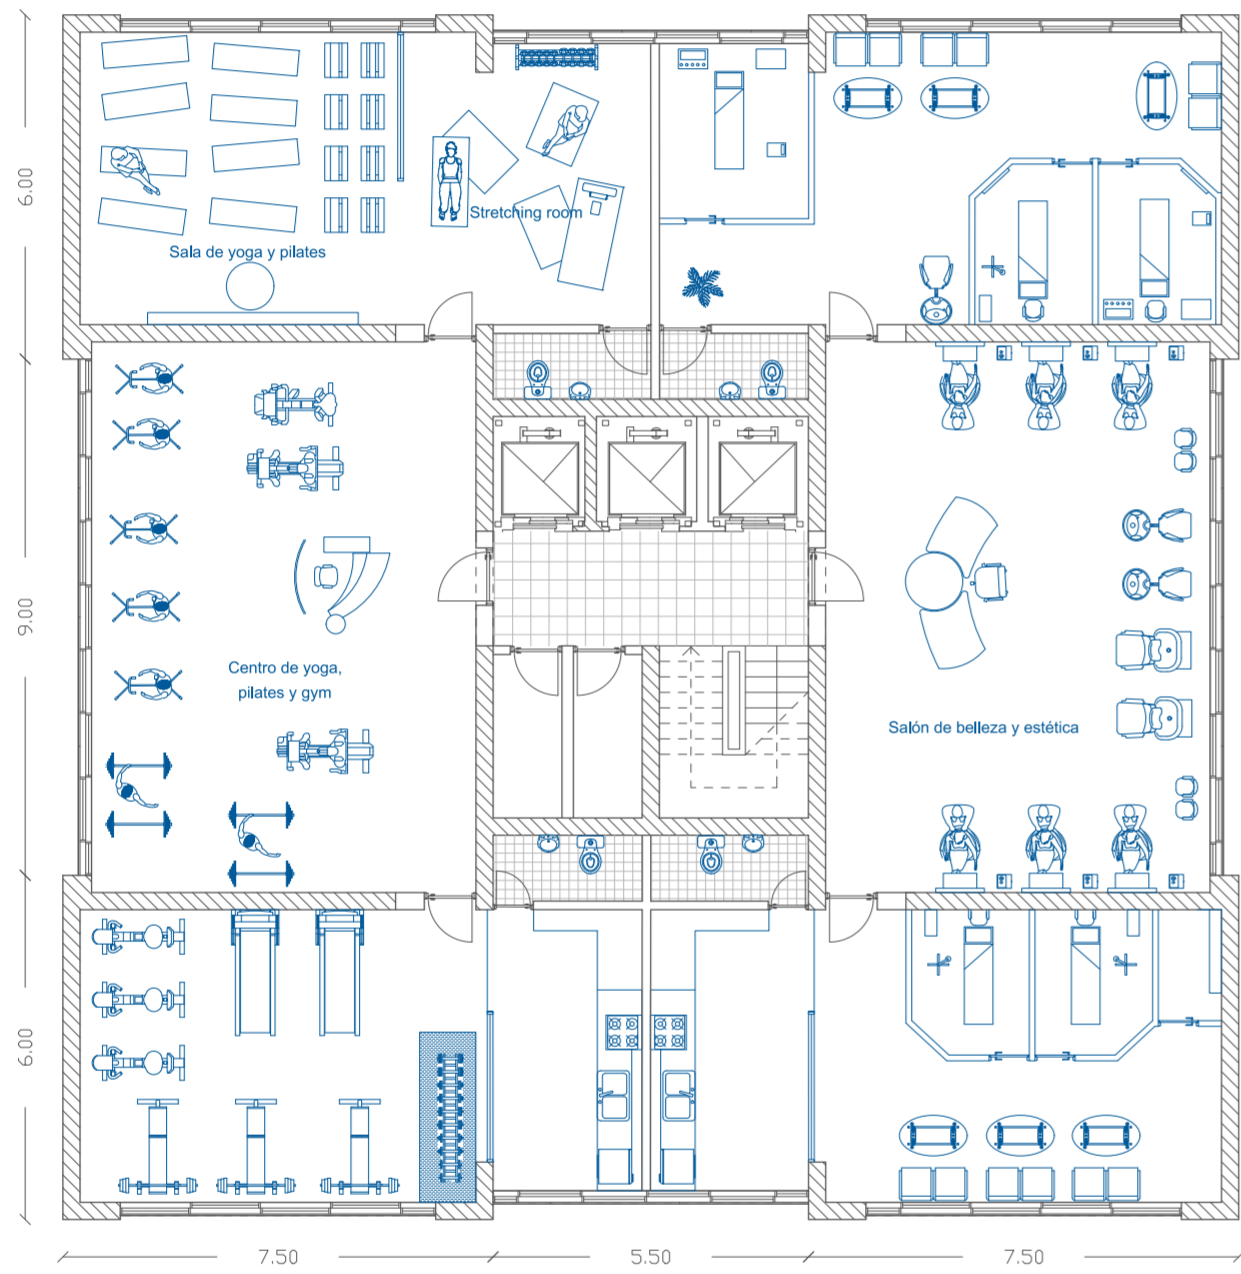 6.00
Stretching room
Sala de yoga y pilates
9.00
Centro de yoga,
pilates y gym
Salón de belleza y estética
6.00
7.50
5.50
7.50